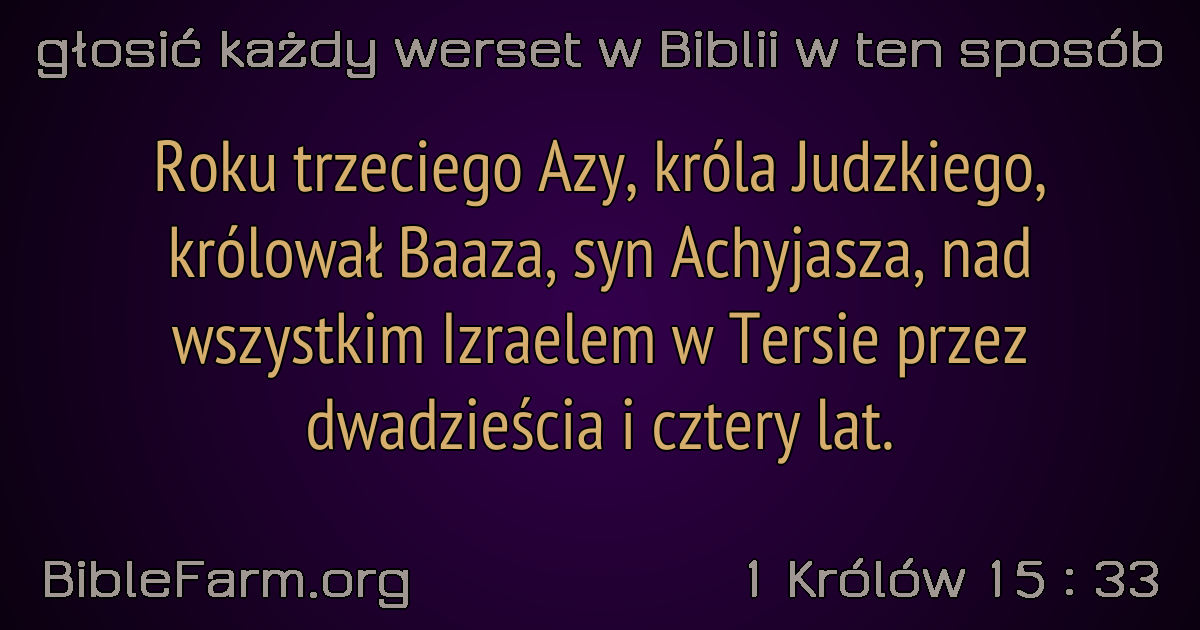 głosić każdy werset w Biblii w ten sposób
Roku trzeciego Azy, króla Judzkiego,
królował Baaza, syn Achyjasza, nad
wszystkim Izraelem w Tersie przez
dwadzieścia i cztery lat.
BibleFarm.org
1 Królów 15 : 33